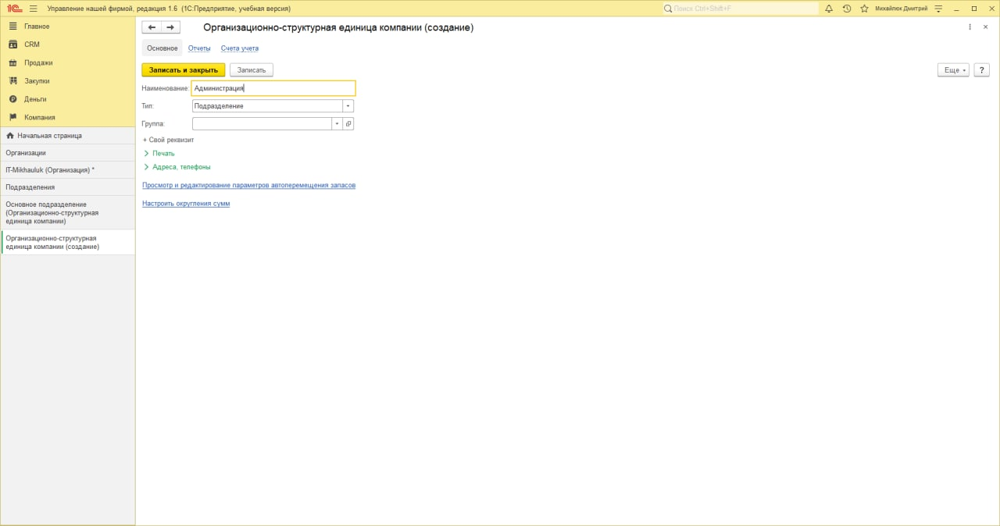 1С Управление нашей фирмой, редакция 1.6 (1С:Предприятие, учебная версия) Поиск Ctrl+Shift+F Михайлюк Дмитрий
Главное
CRM
Продажи
Закупки
Деньги
Компания
Начальная страница
Организации
IT-Mikhauluk (Организация) *
Подразделения
Основное подразделение
(Организационно-структурная
единица компании)
Организационно-структурная
единица компании (создание)
Организационно-структурная единица компании (создание)
Основное Отчеты Счета учета
Записать и закрыть Записать Еще ?
Наименование: Администрация
Тип: Подразделение
Группа:
+ Свой реквизит
Печать
Адреса, телефоны
Просмотр и редактирование параметров автоперемещения запасов
Настроить округления сумм